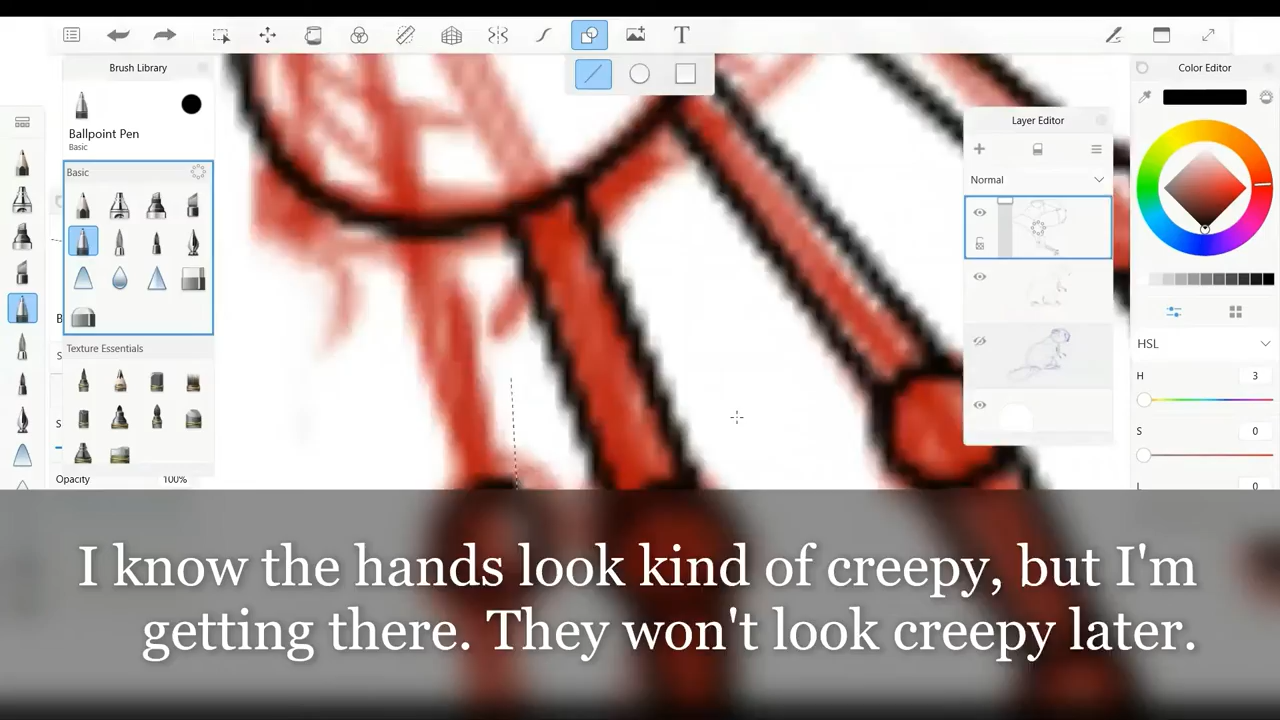 T
Brush Library
Color Editor
Ballpoint Pen
Basic
Layer Editor
Basic
Normal
Texture Essentials
HSL
H 3
S 0
Opacity 100%
I know the hands look kind of creepy, but I'm
getting there. They won't look creepy later.